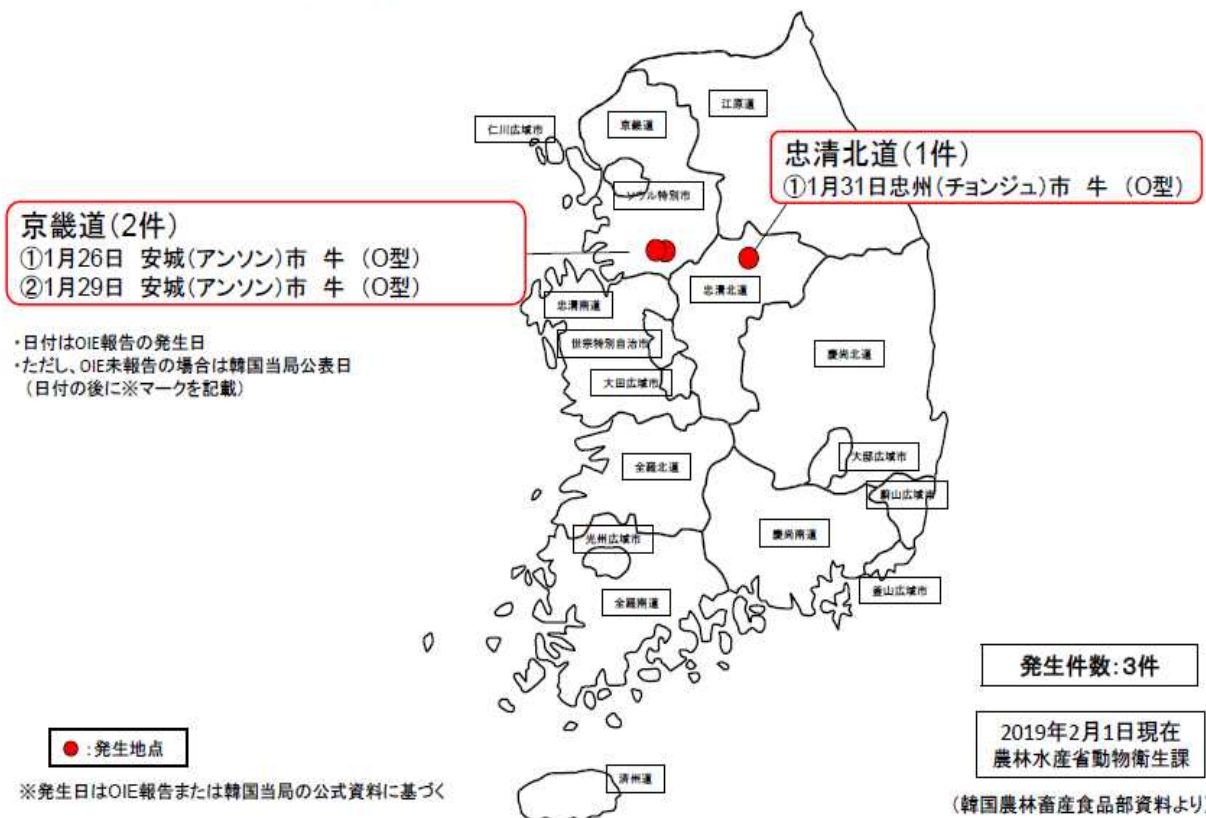 江原道
仁川広域市
京畿道
忠清北道(1件)
①1月31日忠州(チョンジュ)市 牛 (O型)
ソウル特別市
京畿道(2件)
①1月26日 安城(アンソン)市 牛 (O型)
②1月29日 安城(アンソン)市 牛 (O型)
忠清北道
忠清南道
・日付はOIE報告の発生日
・ただし、OIE未報告の場合は韓国当局公表日
(日付の後に※マークを記載)
世宗特別自治市
慶尚北道
大田広域市
大邱広域市
全羅北道
蔚山広域市
光州広域市
慶尚南道
釜山広域市
全羅南道
発生件数:3件
●:発生地点
2019年2月1日現在
農林水産省動物衛生課
済州道
※発生日はOIE報告または韓国当局の公式資料に基づく
(韓国農林畜産食品部資料より)